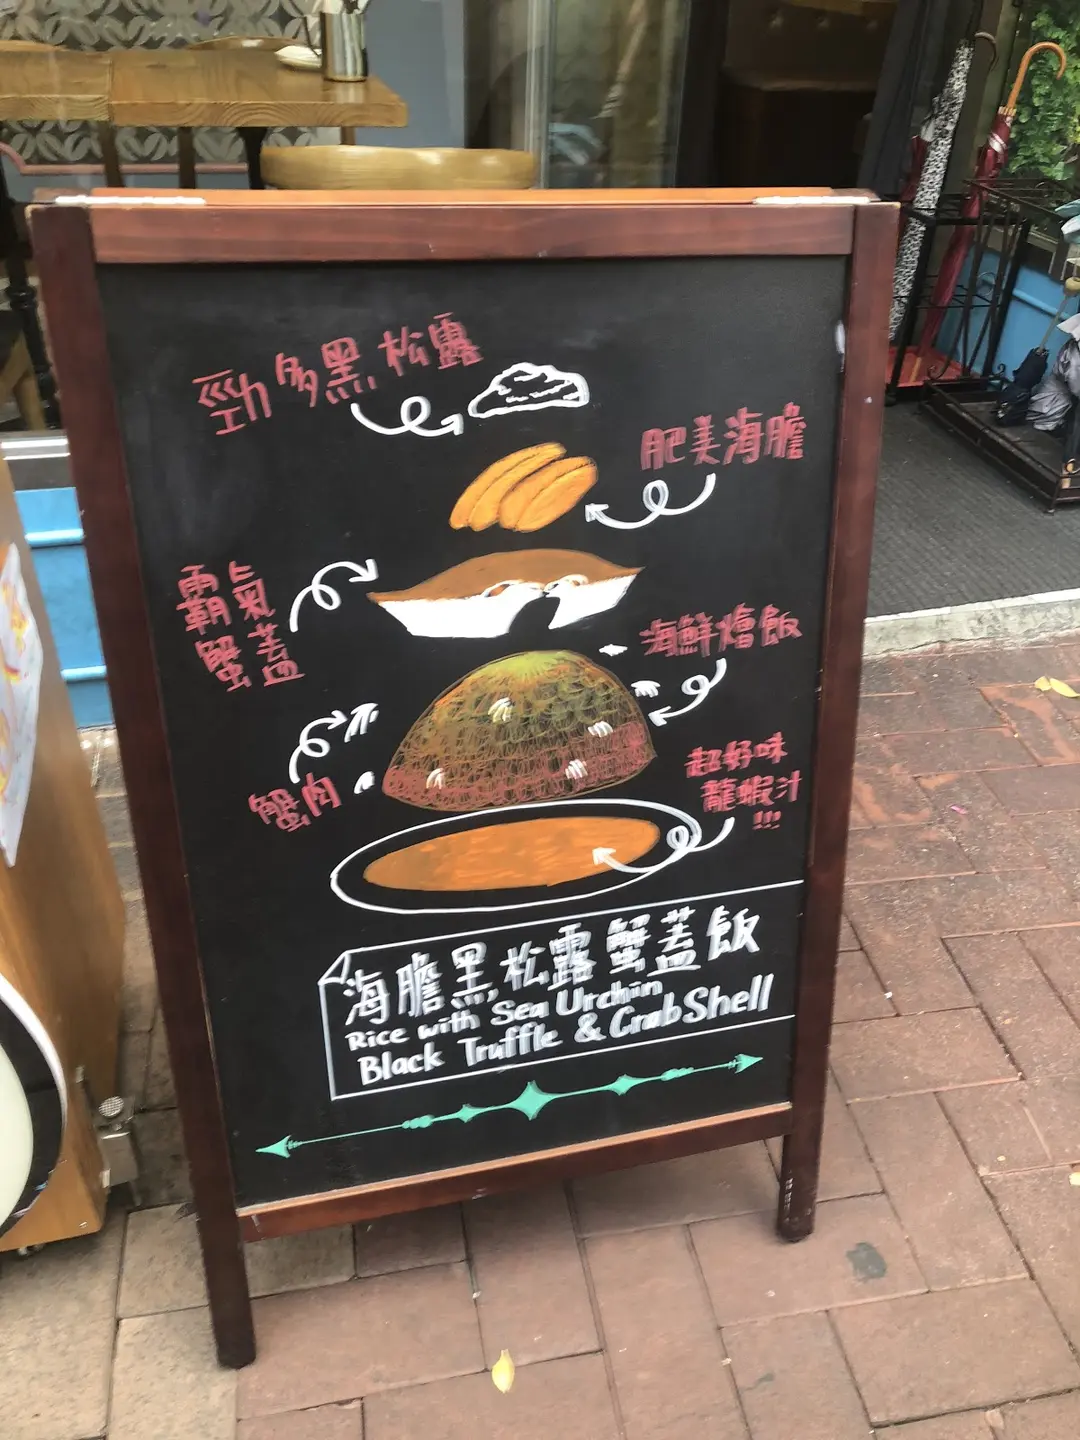 勁多黑松露
肥美海膽
霸氣
蟹蓋
海鮮燴飯
蟹肉
超好味
龍蝦汁
!!!
海膽黑松露蟹蓋飯
Rice with Sea Urchin
Black Truffle & Crab Shell